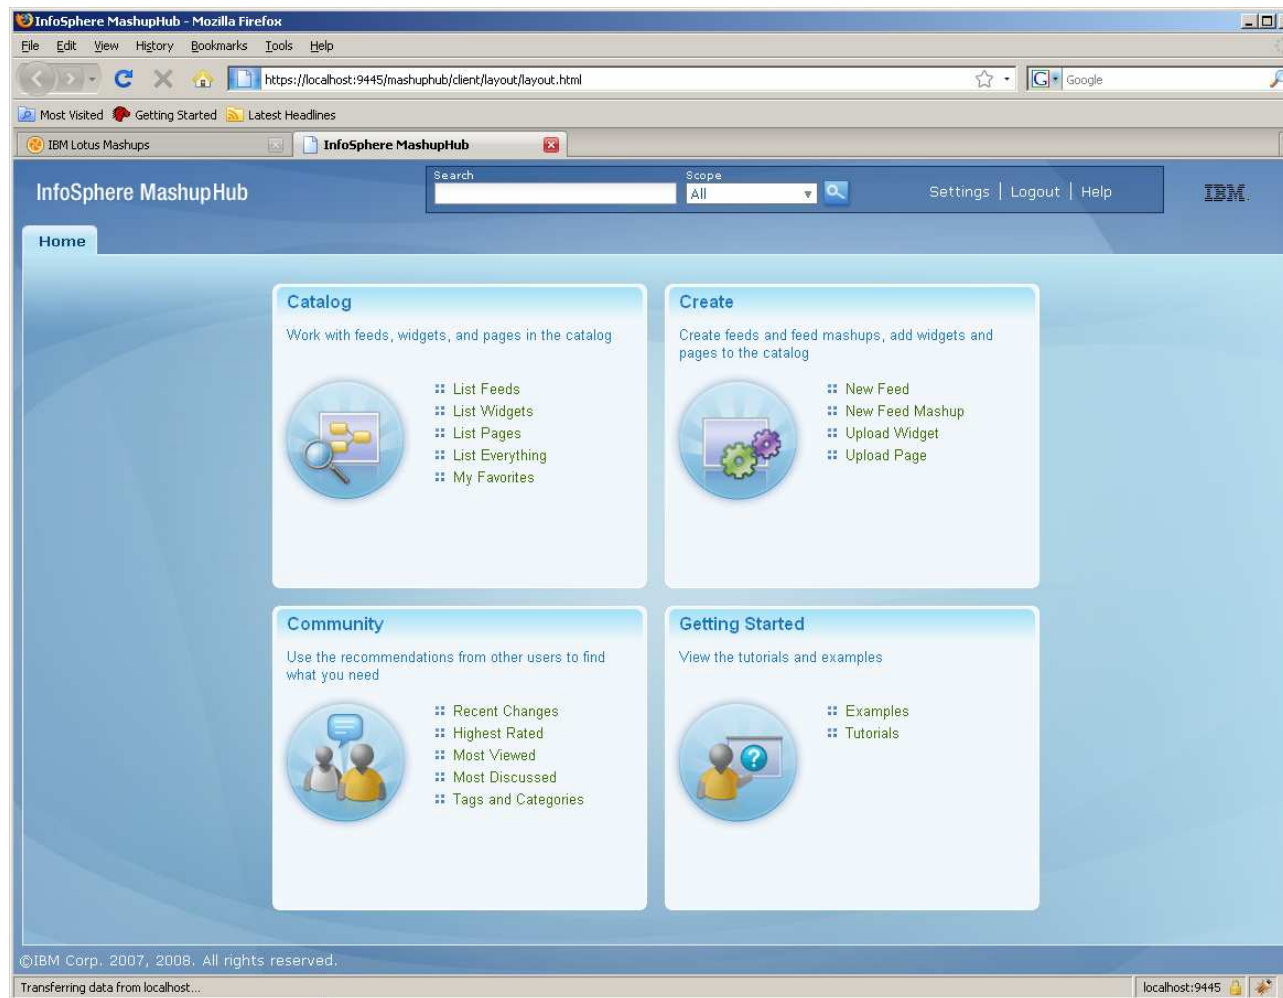 InfoSphere MashupHub - Mozilla Firefox
File Edit View History Bookmarks Tools Help
https://localhost:9445/mashuphub/client/layout/layout.html
G Google
Most Visited Getting Started Latest Headlines
IBM Lotus Mashups InfoSphere MashupHub
InfoSphere MashupHub
Search Scope
All
Settings | Logout | Help
IBM.
Home
Catalog
Work with feeds, widgets, and pages in the catalog
List Feeds
List Widgets
List Pages
List Everything
My Favorites
Create
Create feeds and feed mashups, add widgets and
pages to the catalog
New Feed
New Feed Mashup
Upload Widget
Upload Page
Community
Use the recommendations from other users to find
what you need
Recent Changes
Highest Rated
Most Viewed
Most Discussed
Tags and Categories
Getting Started
View the tutorials and examples
?
Examples
Tutorials
©IBM Corp. 2007, 2008. All rights reserved.
Transferring data from localhost...
localhost:9445